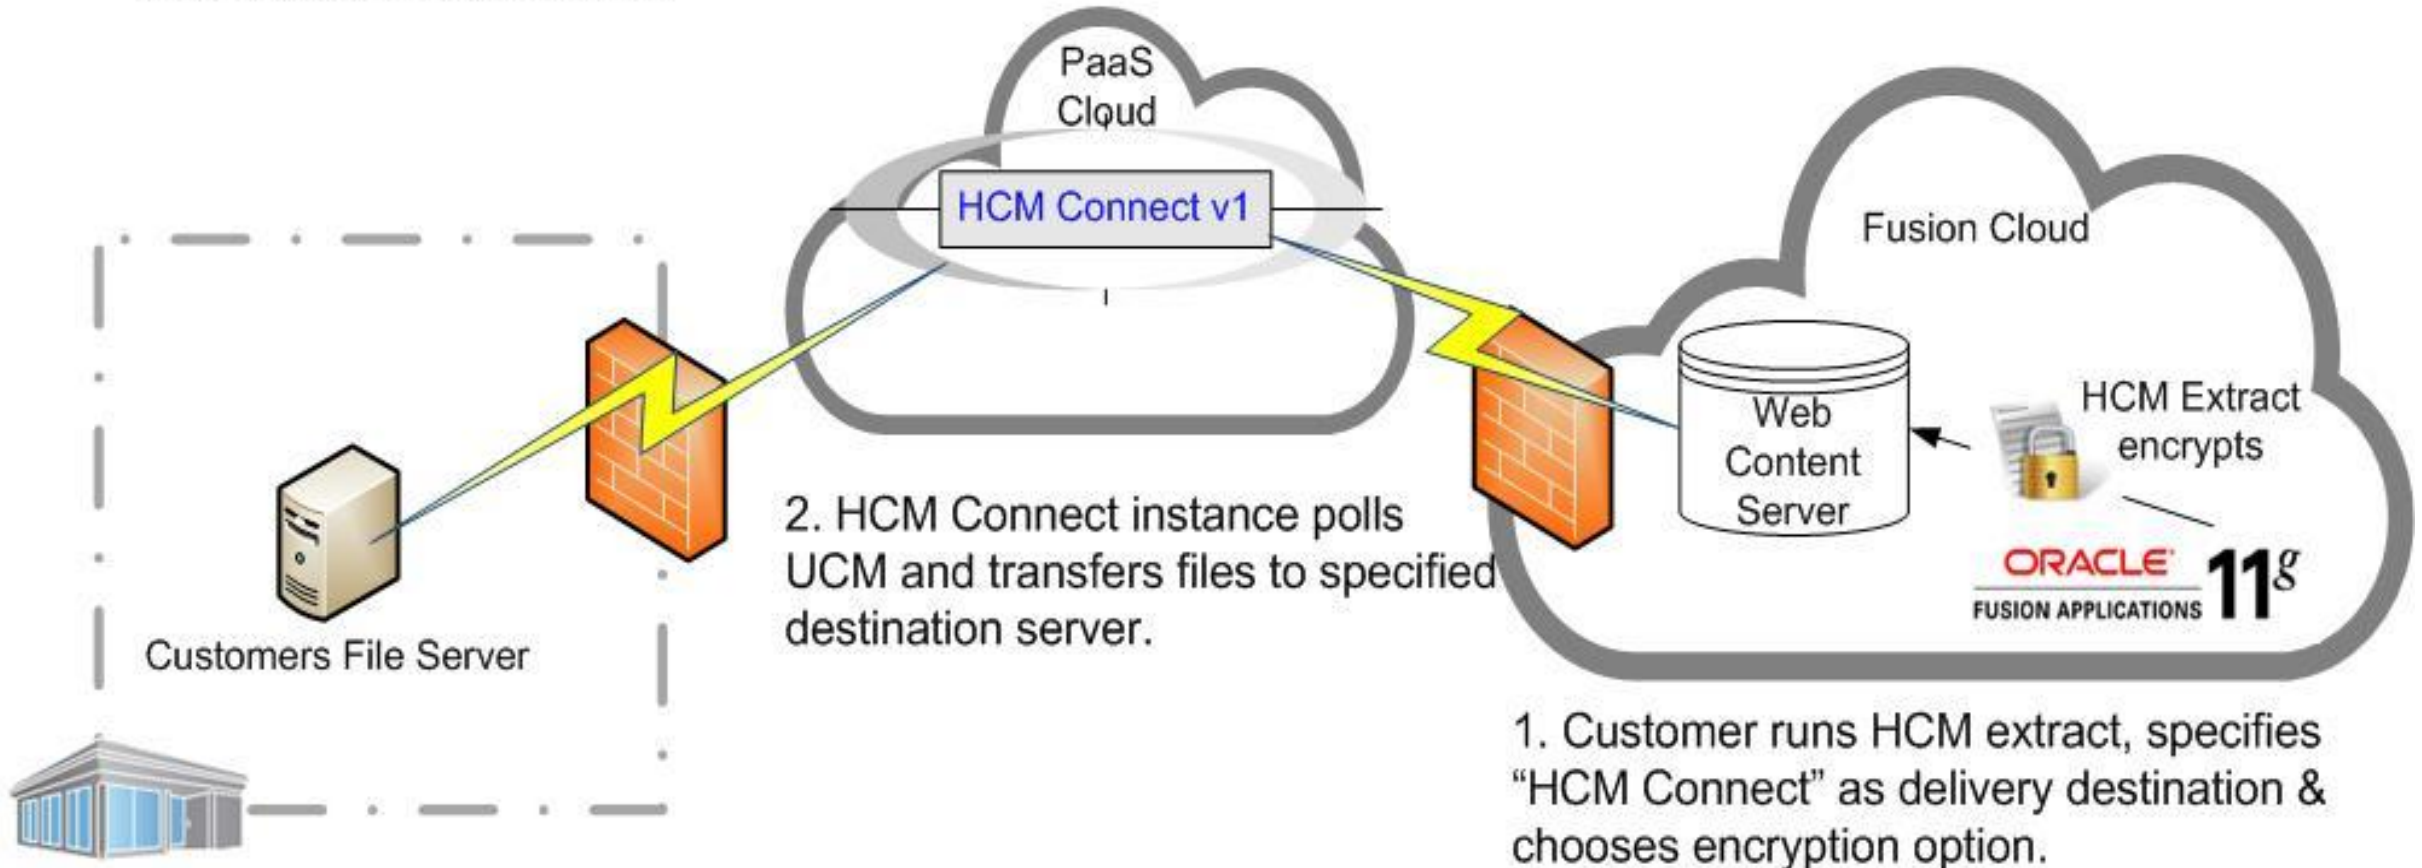 PaaS
Cloud
HCM Connect v1
Fusion Cloud
Web
Content
Server
HCM Extract
encrypts
ORACLE
FUSION APPLICATIONS 11g
Customers File Server
2. HCM Connect instance polls
UCM and transfers files to specified
destination server.
1. Customer runs HCM extract, specifies
“HCM Connect” as delivery destination &
chooses encryption option.